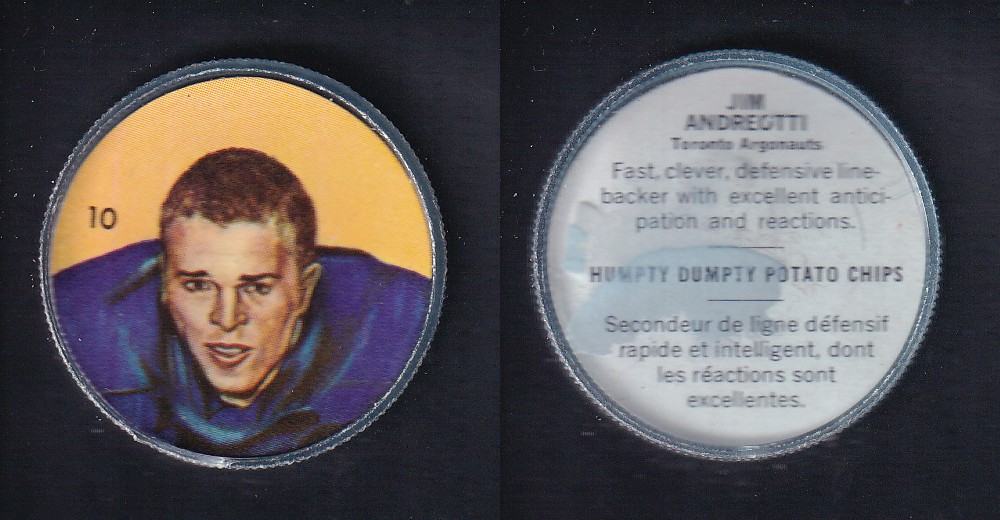 10
JIM
ANDREOTTI
Toronto Argonauts
Fast, clever, defensive line-
backer with excellent antici-
pation and reactions.
HUMPTY DUMPTY POTATO CHIPS
Secondeur de ligne défensif
rapide et intelligent, dont
les réactions sont
excellentes.